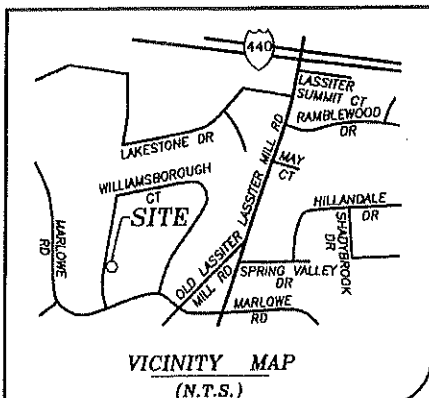 440
LASSITER
SUMMIT CT
RAMBLEWOOD
DR
LAKESTONE DR
LASSITER MILL RD
MAY
CT
WILLIAMSBOROUGH
CT
HILLANDALE
DR
SHADYBROOK
DR
MARLOWE
RD
SITE
OLD LASSITER
MILL RD
SPRING VALLEY
DR
MARLOWE
RD
VICINITY MAP
(N.T.S.)